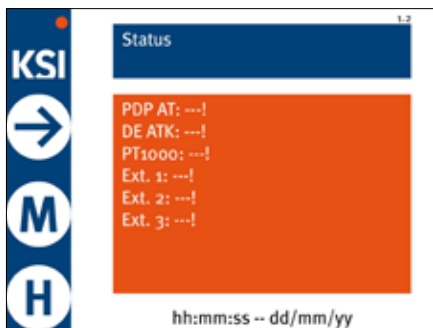 1.2
KSI
Status
PDP AT: ---!
DE ATK: ---!
PT1000: ---!
Ext. 1: ---!
Ext. 2: ---!
Ext. 3: ---!
M
H
hh:mm:ss -- dd/mm/yy